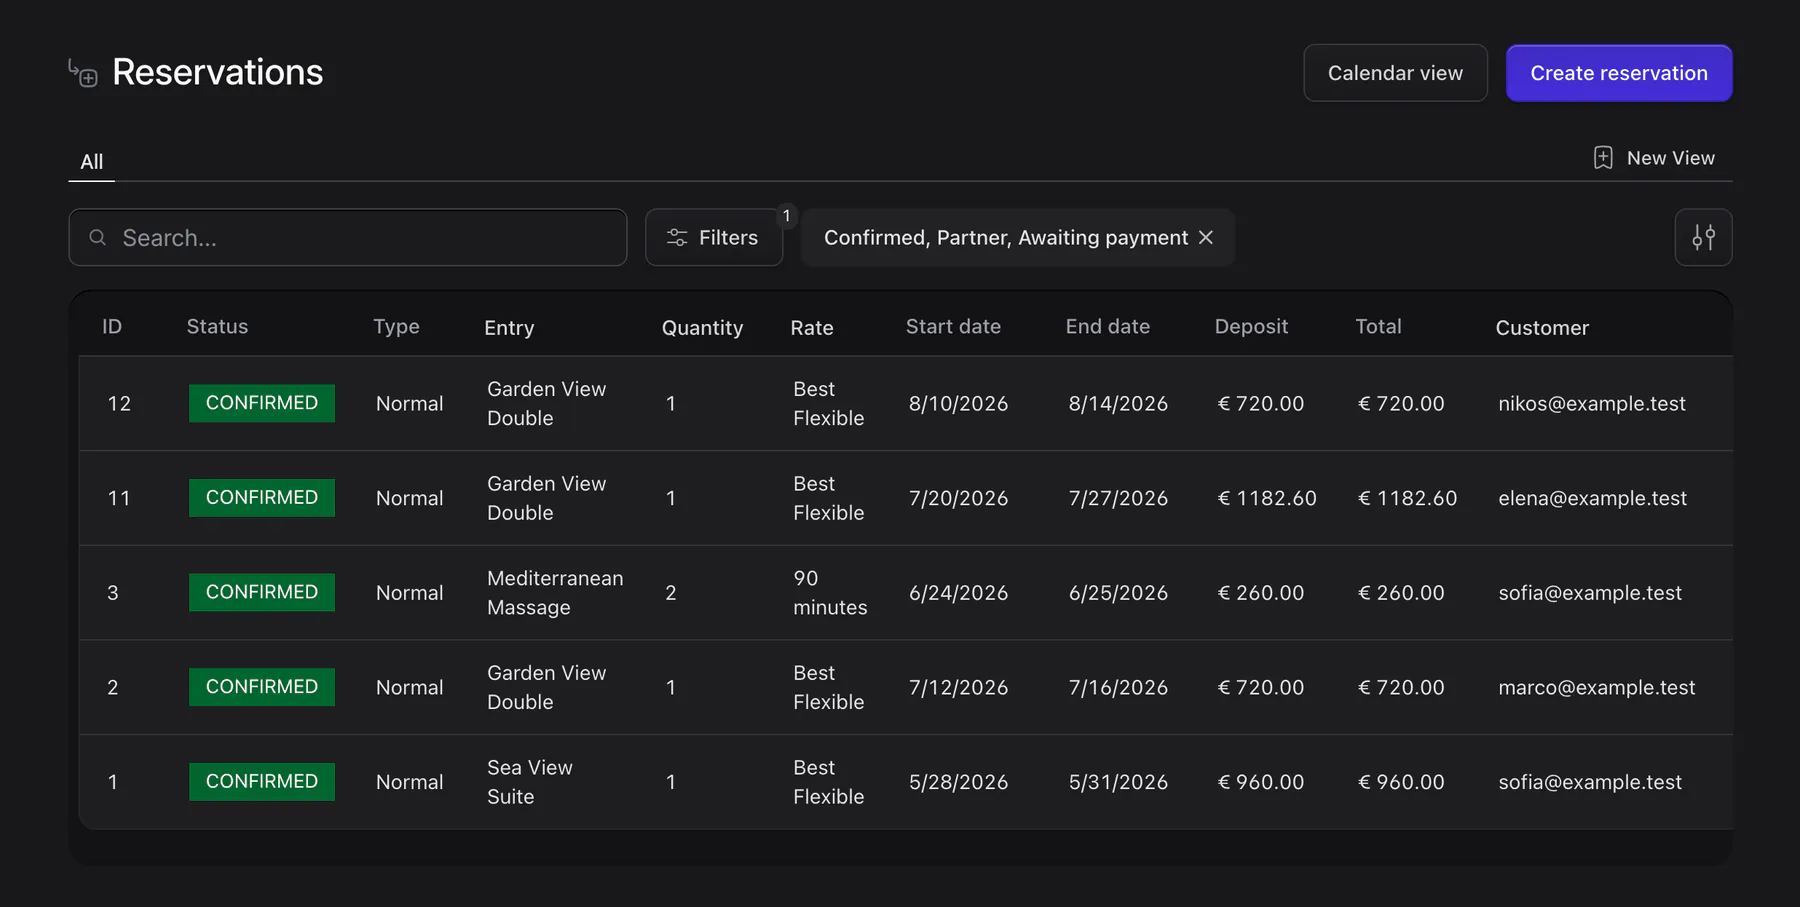 Reservations
Calendar view
Create reservation
All
New View
Search...
Filters
1
Confirmed, Partner, Awaiting payment
ID Status Type Entry Quantity Rate Start date End date Deposit Total Customer
12 CONFIRMED Normal Garden View Double 1 Best Flexible 8/10/2026 8/14/2026 € 720.00 € 720.00 nikos@example.test
11 CONFIRMED Normal Garden View Double 1 Best Flexible 7/20/2026 7/27/2026 € 1182.60 € 1182.60 elena@example.test
3 CONFIRMED Normal Mediterranean Massage 2 90 minutes 6/24/2026 6/25/2026 € 260.00 € 260.00 sofia@example.test
2 CONFIRMED Normal Garden View Double 1 Best Flexible 7/12/2026 7/16/2026 € 720.00 € 720.00 marco@example.test
1 CONFIRMED Normal Sea View Suite 1 Best Flexible 5/28/2026 5/31/2026 € 960.00 € 960.00 sofia@example.test